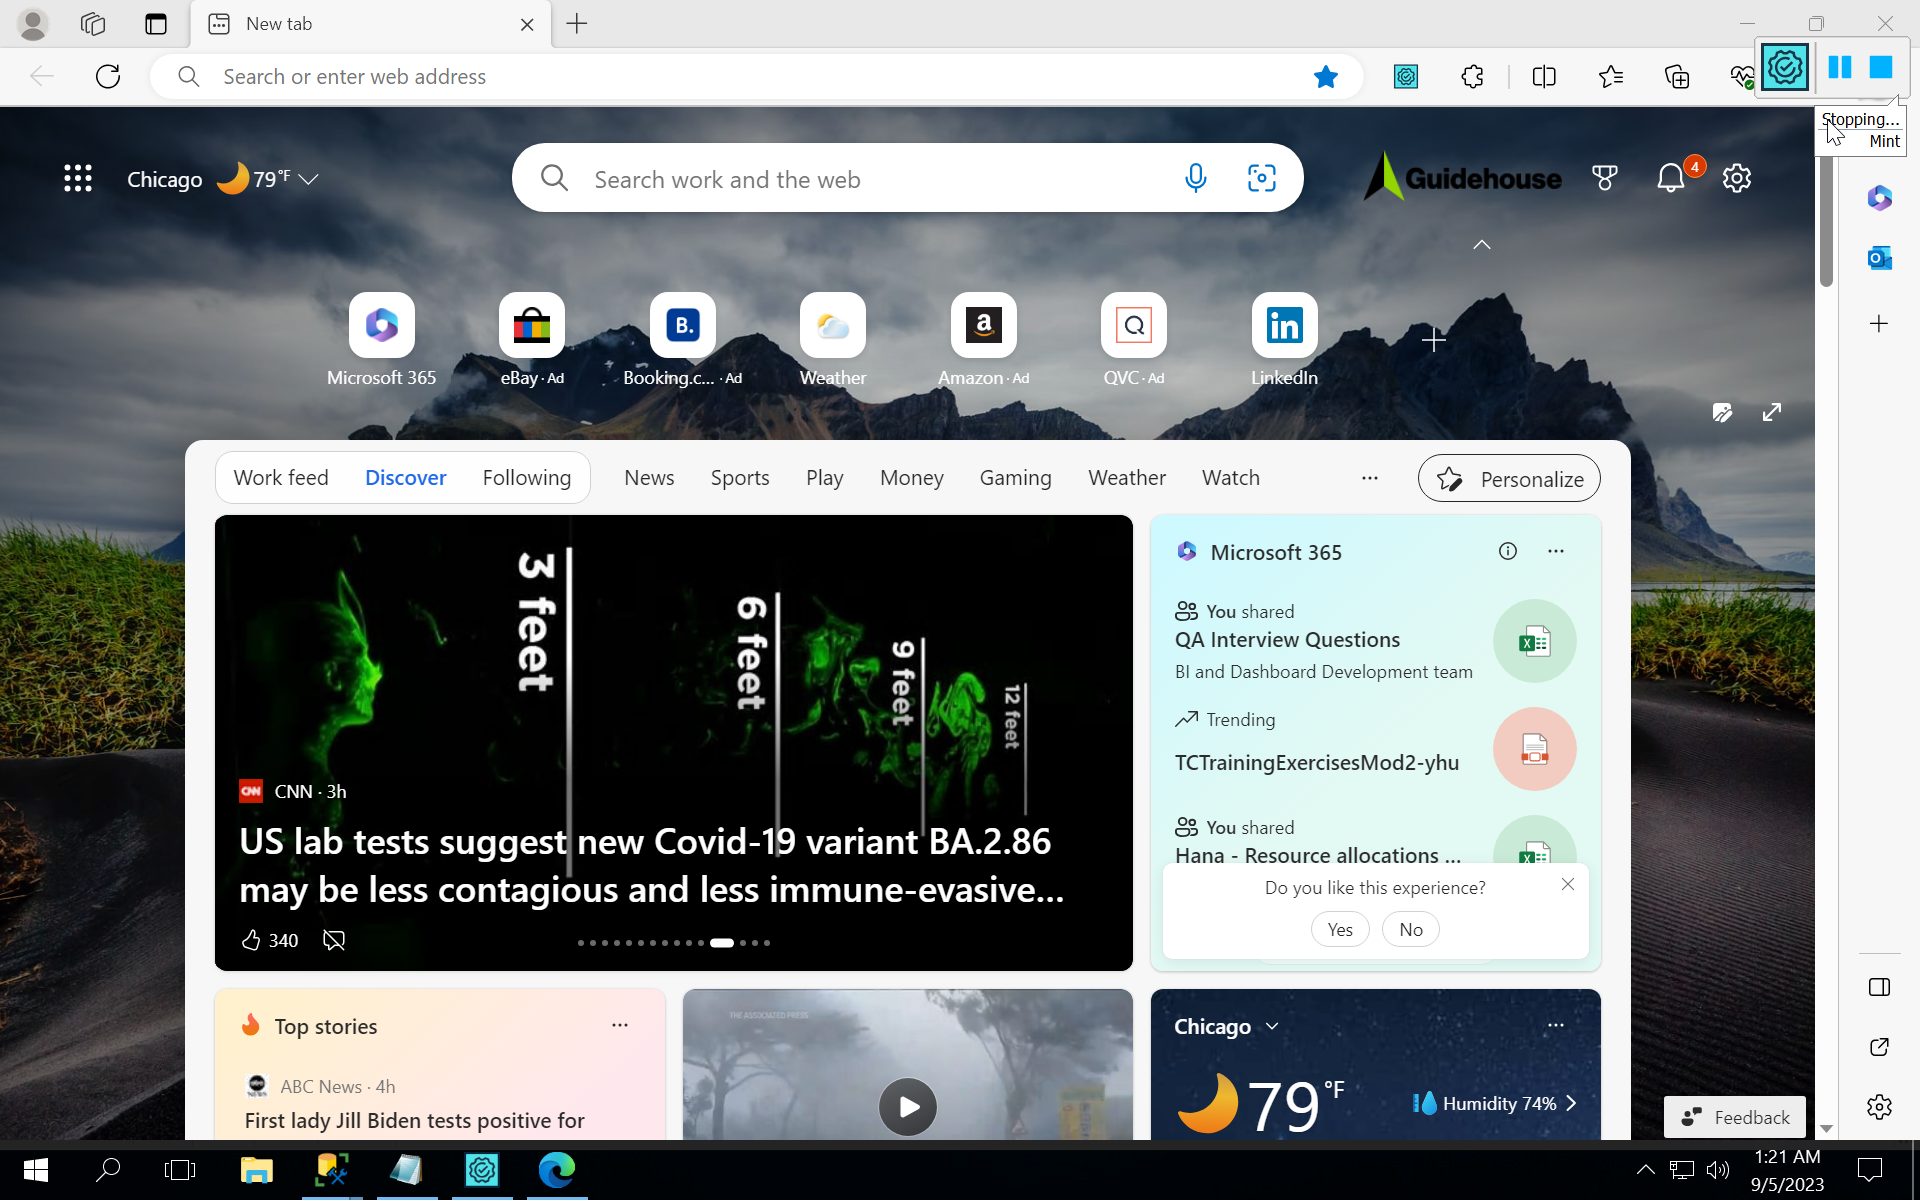 New tab
Search or enter web address
Stopping...
Mint
Chicago 79°F
Search work and the web
Guidehouse
4
Microsoft 365
eBay · Ad
Booking.c... · Ad
Weather
Amazon · Ad
QVC · Ad
LinkedIn
Work feed Discover Following News Sports Play Money Gaming Weather Watch ... Personalize
3 feet
6 feet
9 feet
12 feet
CNN
CNN · 3h
US lab tests suggest new Covid-19 variant BA.2.86
may be less contagious and less immune-evasive...
340
Microsoft 365
You shared
QA Interview Questions
BI and Dashboard Development team
Trending
TCTrainingExercisesMod2-yhu
You shared
Hana - Resource allocations ...
Do you like this experience?
Yes No
Top stories
ABC News · 4h
First lady Jill Biden tests positive for
THE ASSOCIATED PRESS
Chicago
79°F
Humidity 74%
Feedback
1:21 AM
9/5/2023